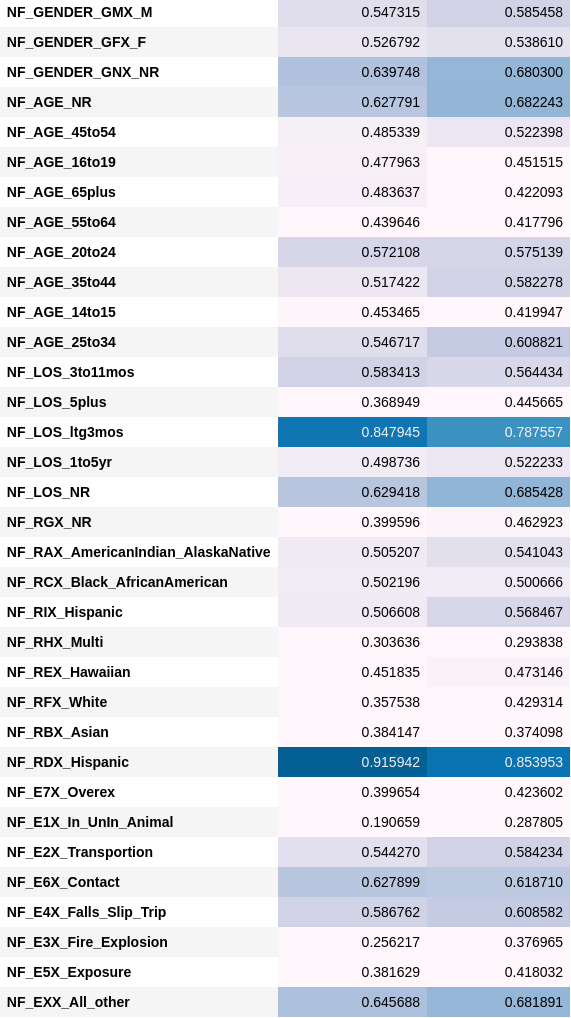 NF_GENDER_GMX_M 0.547315 0.585458
NF_GENDER_GFX_F 0.526792 0.538610
NF_GENDER_GNX_NR 0.639748 0.680300
NF_AGE_NR 0.627791 0.682243
NF_AGE_45to54 0.485339 0.522398
NF_AGE_16to19 0.477963 0.451515
NF_AGE_65plus 0.483637 0.422093
NF_AGE_55to64 0.439646 0.417796
NF_AGE_20to24 0.572108 0.575139
NF_AGE_35to44 0.517422 0.582278
NF_AGE_14to15 0.453465 0.419947
NF_AGE_25to34 0.546717 0.608821
NF_LOS_3to11mos 0.583413 0.564434
NF_LOS_5plus 0.368949 0.445665
NF_LOS_ltg3mos 0.847945 0.787557
NF_LOS_1to5yr 0.498736 0.522233
NF_LOS_NR 0.629418 0.685428
NF_RGX_NR 0.399596 0.462923
NF_RAX_AmericanIndian_AlaskaNative 0.505207 0.541043
NF_RCX_Black_AfricanAmerican 0.502196 0.500666
NF_RIX_Hispanic 0.506608 0.568467
NF_RHX_Multi 0.303636 0.293838
NF_REX_Hawaiian 0.451835 0.473146
NF_RFX_White 0.357538 0.429314
NF_RBX_Asian 0.384147 0.374098
NF_RDX_Hispanic 0.915942 0.853953
NF_E7X_Overex 0.399654 0.423602
NF_E1X_In_UnIn_Animal 0.190659 0.287805
NF_E2X_Transportion 0.544270 0.584234
NF_E6X_Contact 0.627899 0.618710
NF_E4X_Falls_Slip_Trip 0.586762 0.608582
NF_E3X_Fire_Explosion 0.256217 0.376965
NF_E5X_Exposure 0.381629 0.418032
NF_EXX_All_other 0.645688 0.681891